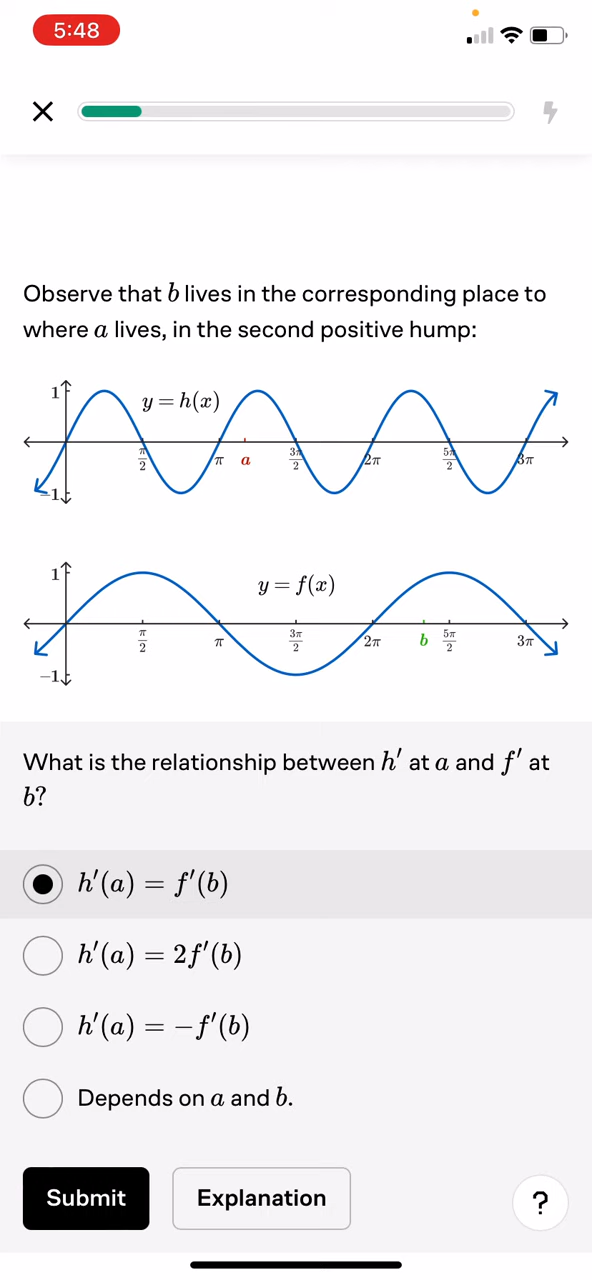 5:48
Observe that b lives in the corresponding place to
where a lives, in the second positive hump:
1
y = h(x)
π/2
π
a
3π/2
2π
5π/2
3π
−1
1
y = f(x)
π/2
π
3π/2
2π
b
5π/2
3π
−1
What is the relationship between h′ at a and f′ at
b?
h′(a) = f′(b)
h′(a) = 2f′(b)
h′(a) = −f′(b)
Depends on a and b.
Submit
Explanation
?